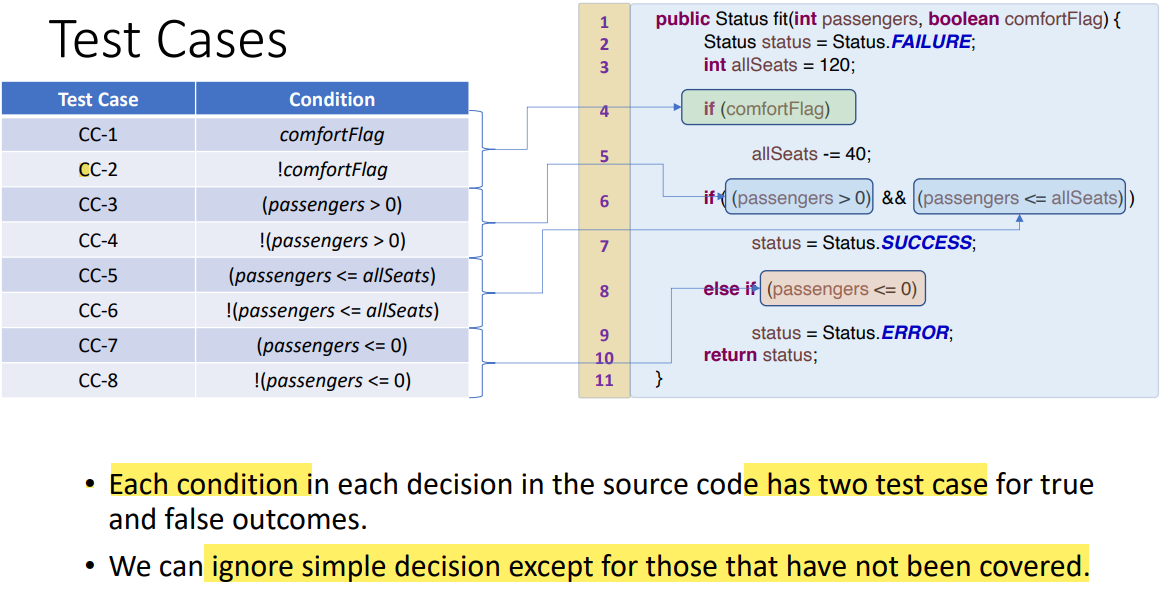 Test Cases
Test Case Condition
CC-1 comfortFlag
CC-2 !comfortFlag
CC-3 (passengers > 0)
CC-4 !(passengers > 0)
CC-5 (passengers <= allSeats)
CC-6 !(passengers <= allSeats)
CC-7 (passengers <= 0)
CC-8 !(passengers <= 0)
1 public Status fit(int passengers, boolean comfortFlag) {
2 Status status = Status.FAILURE;
3 int allSeats = 120;
4 if (comfortFlag)
5 allSeats -= 40;
6 if ( (passengers > 0) && (passengers <= allSeats) )
7 status = Status.SUCCESS;
8 else if (passengers <= 0)
9 status = Status.ERROR;
10 return status;
11 }
• Each condition in each decision in the source code has two test case for true
and false outcomes.
• We can ignore simple decision except for those that have not been covered.